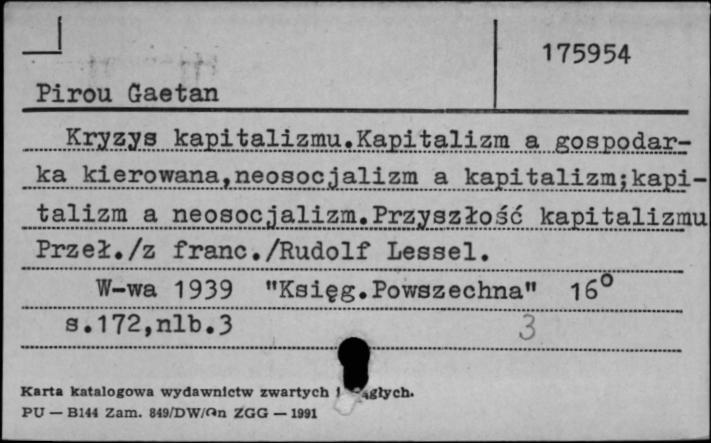 175954
Pirou Gaetan
Kryzys kapitalizmu.Kapitalizm a gospodar-
ka kierowana,neosocjalizm a kapitalizm;kapi-
talizm a neosocjalizm.Przyszłość kapitalizmu
Przeł./z franc./Rudolf Lessel.
W-wa 1939 "Księg.Powszechna" 16°
s.172,nlb.3 3
Karta katalogowa wydawnictw zwartych
PU — B144 Zam. 849/DW/ ZGG — 1991